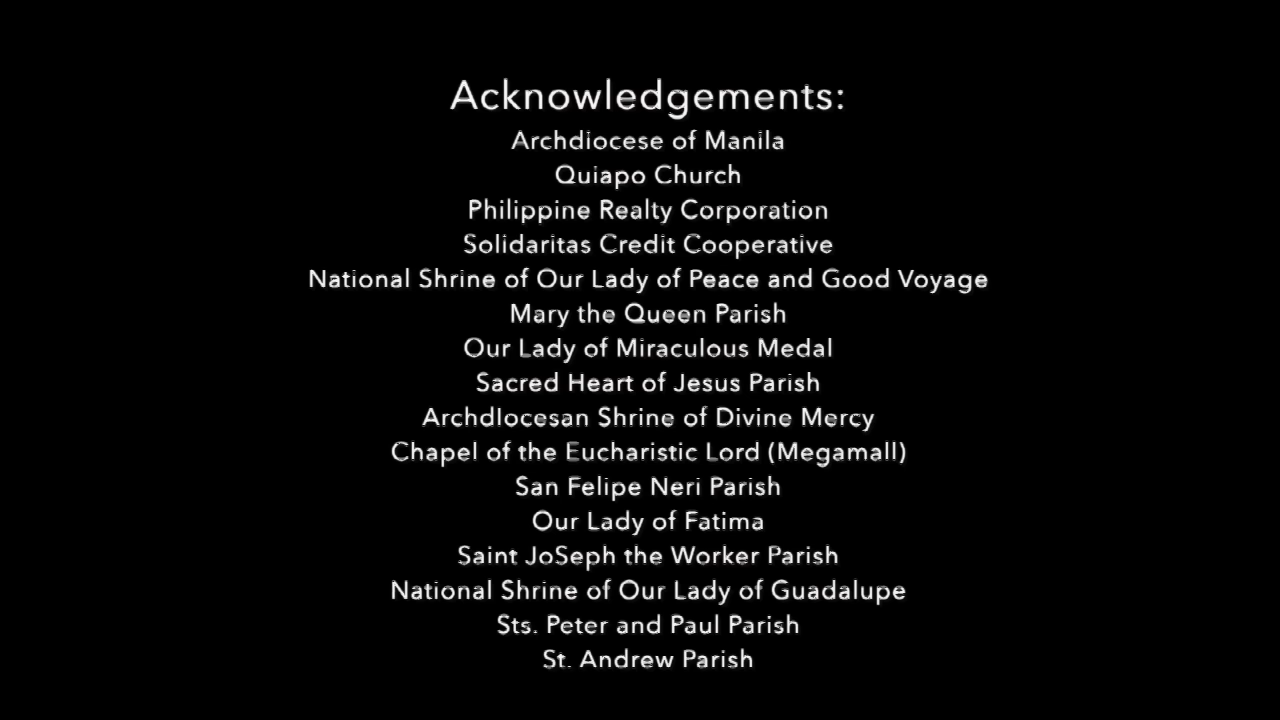 Acknowledgements:
Archdiocese of Manila
Quiapo Church
Philippine Realty Corporation
Solidaritas Credit Cooperative
National Shrine of Our Lady of Peace and Good Voyage
Mary the Queen Parish
Our Lady of Miraculous Medal
Sacred Heart of Jesus Parish
ArchdIocesan Shrine of Divine Mercy
Chapel of the Eucharistic Lord (Megamall)
San Felipe Neri Parish
Our Lady of Fatima
Saint JoSeph the Worker Parish
National Shrine of Our Lady of Guadalupe
Sts. Peter and Paul Parish
St. Andrew Parish